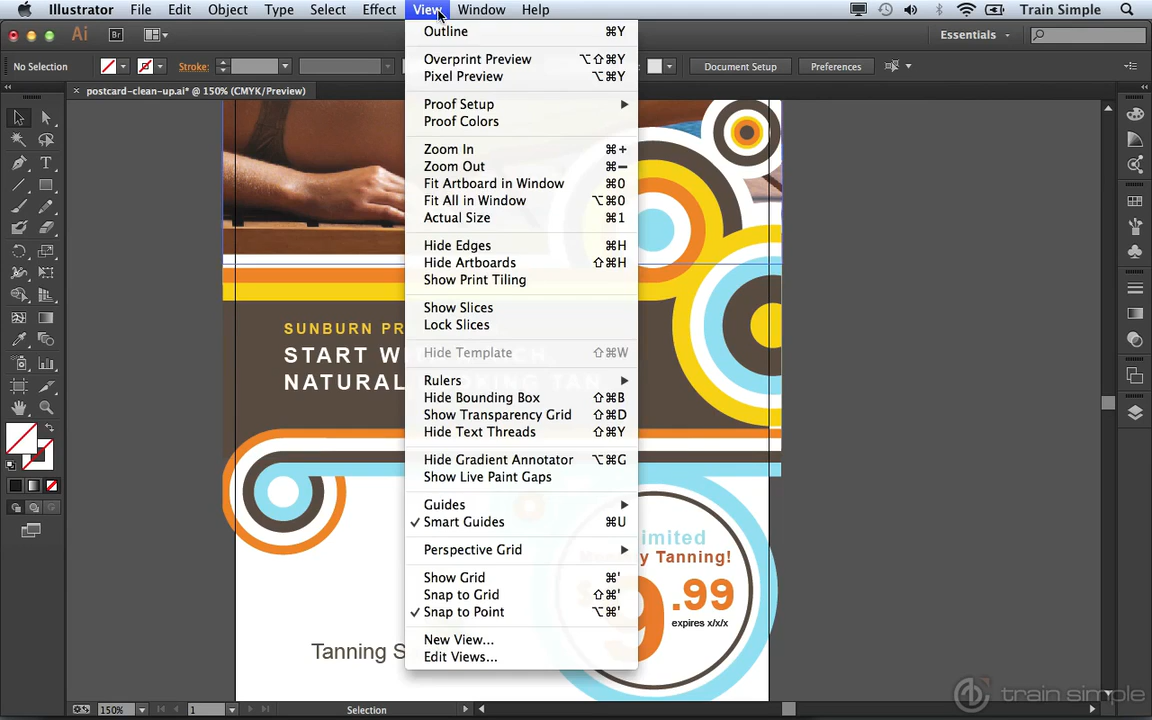 Illustrator File Edit Object Type Select Effect View Window Help Train Simple
Ai Br Essentials
No Selection Stroke: Document Setup Preferences
× postcard-clean-up.ai* @ 150% (CMYK/Preview)
Outline ⌘Y
Overprint Preview ⌥⇧⌘Y
Pixel Preview ⌥⌘Y
Proof Setup
Proof Colors
Zoom In ⌘+
Zoom Out ⌘−
Fit Artboard in Window ⌘0
Fit All in Window ⌥⌘0
Actual Size ⌘1
Hide Edges ⌘H
Hide Artboards ⇧⌘H
Show Print Tiling
Show Slices
Lock Slices
Hide Template ⇧⌘W
Rulers
Hide Bounding Box ⇧⌘B
Show Transparency Grid ⇧⌘D
Hide Text Threads ⇧⌘Y
Hide Gradient Annotator ⌥⌘G
Show Live Paint Gaps
Guides
✓ Smart Guides ⌘U
Perspective Grid
Show Grid ⌘'
Snap to Grid ⇧⌘'
✓ Snap to Point ⌥⌘'
New View...
Edit Views...
SUNBURN PR
START WI
NATURAL
imited
y Tanning!
9.99
expires x/x/x
Tanning S
150% 1 Selection
train simple